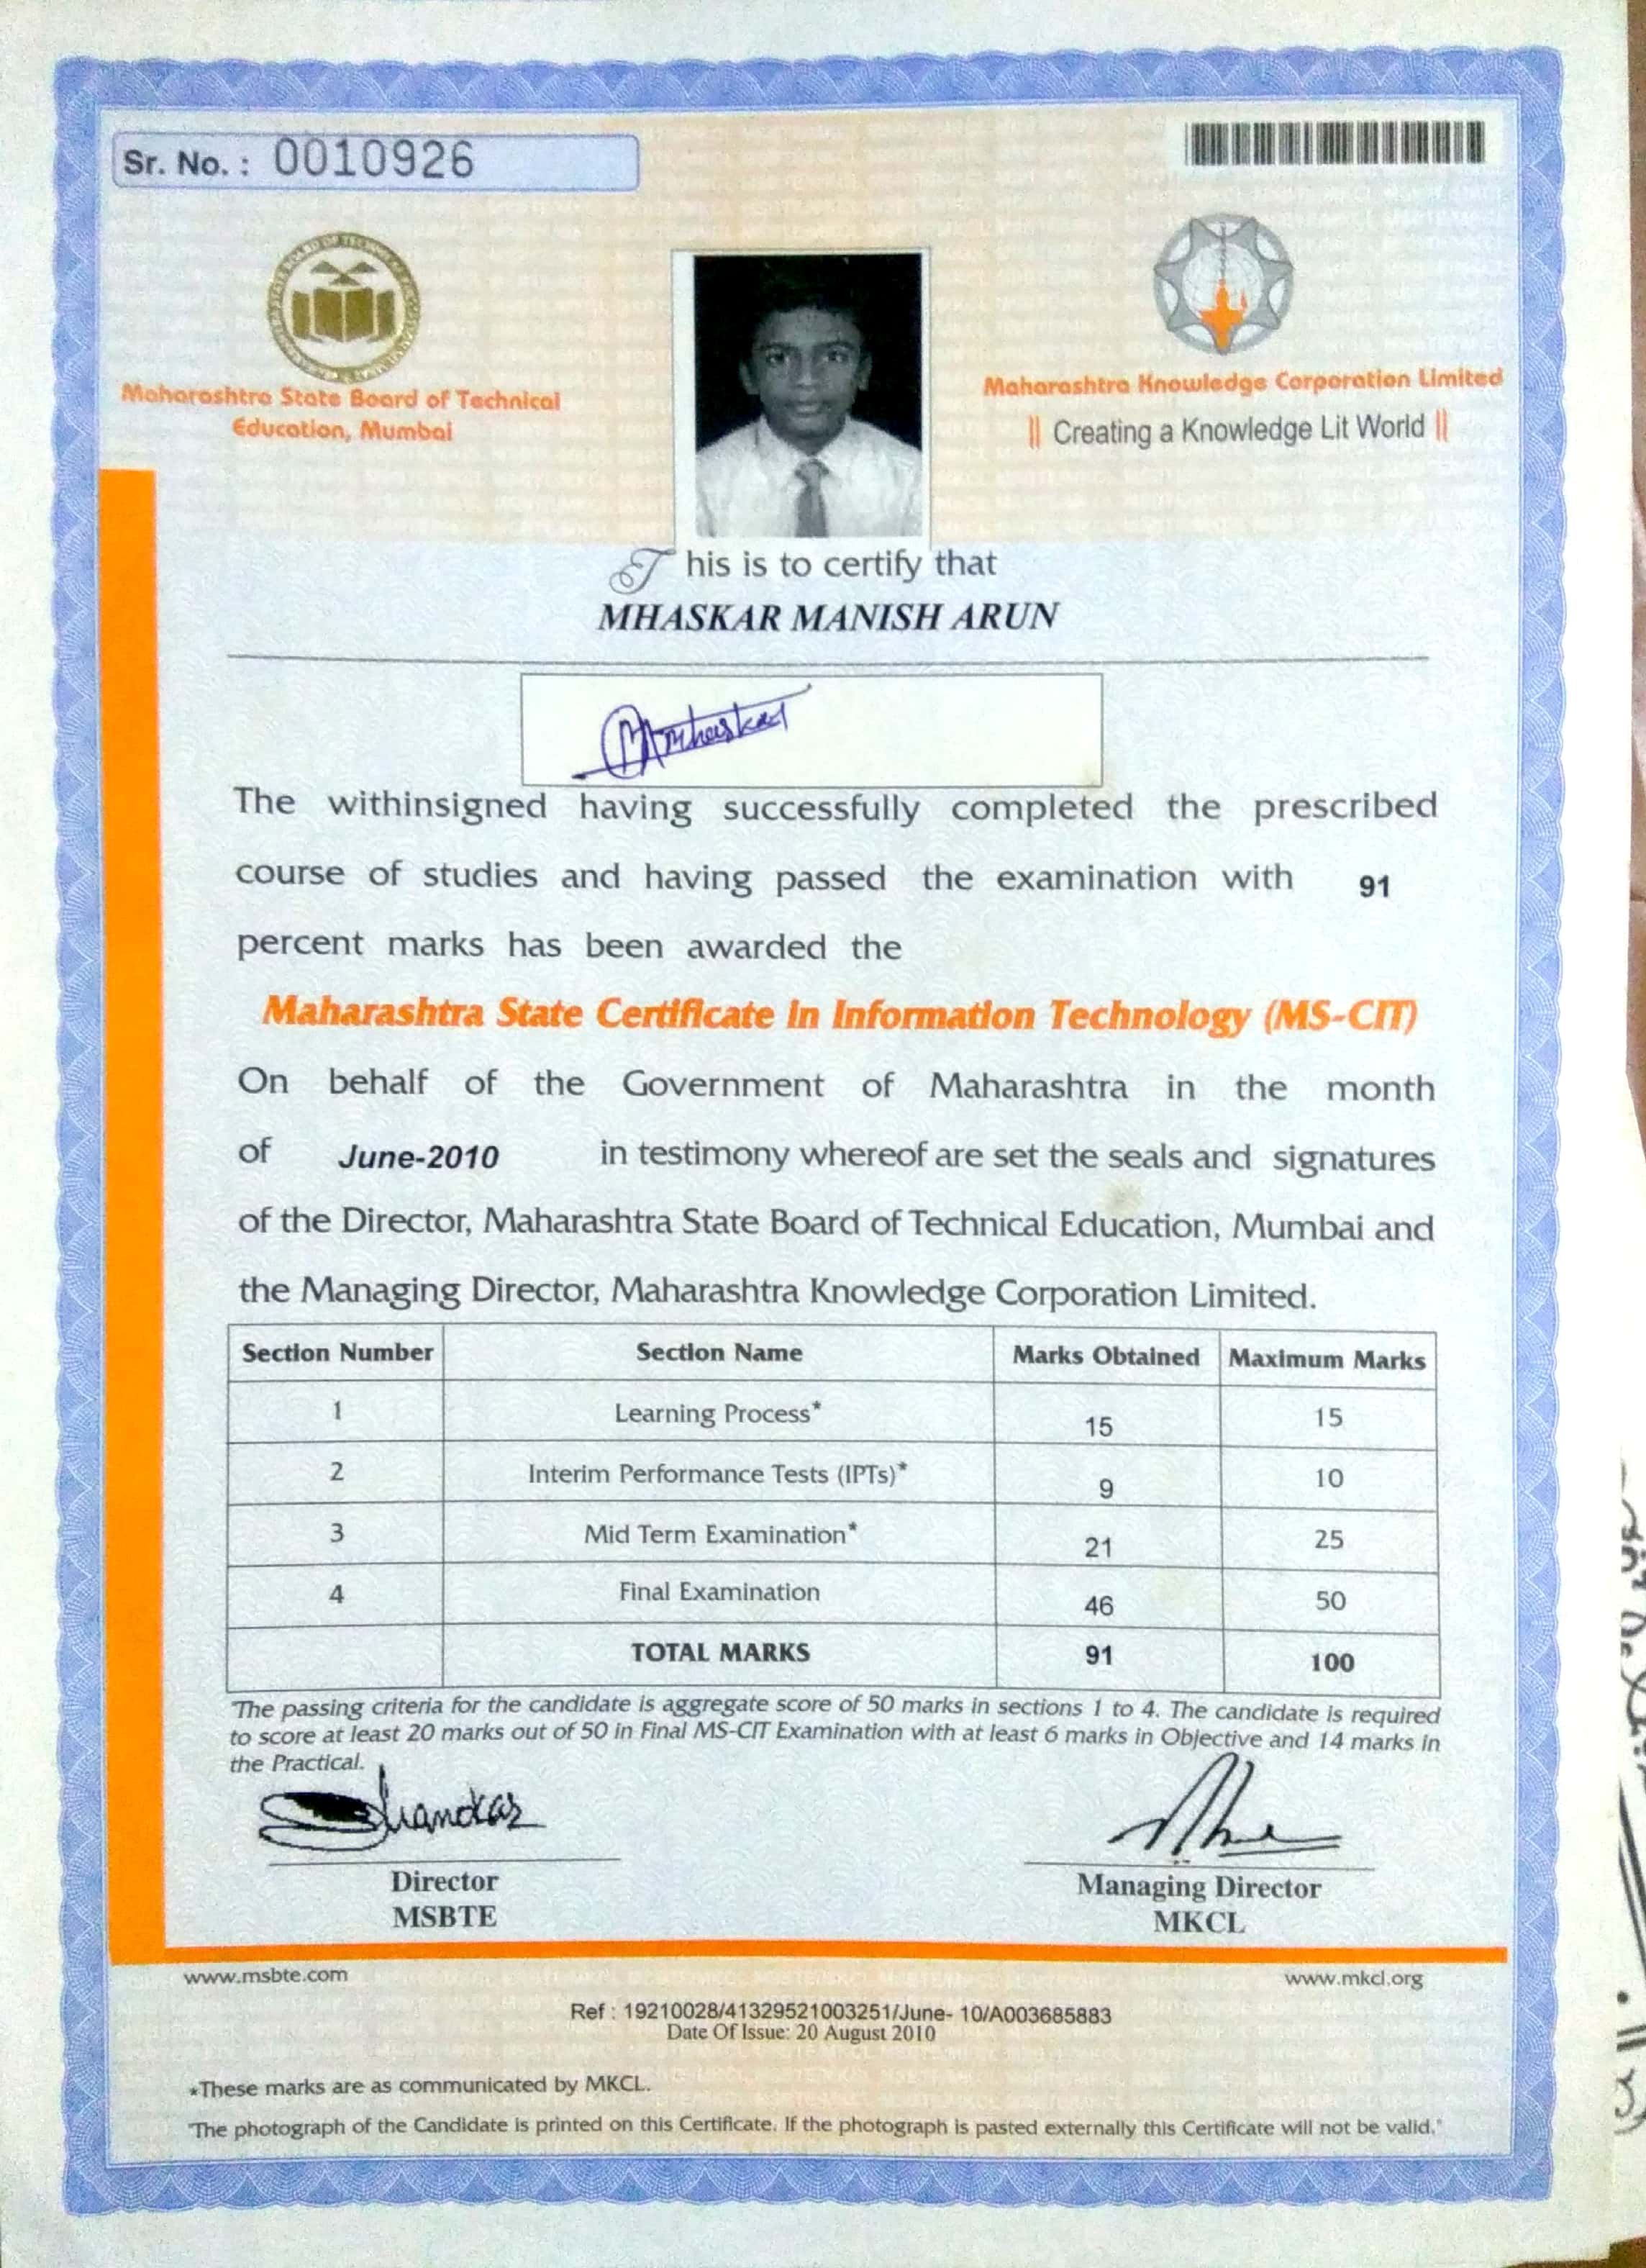 Sr. No. : 0010926
Maharashtra State Board of Technical
Education, Mumbai
Maharashtra Knowledge Corporation Limited
|| Creating a Knowledge Lit World ||
This is to certify that
MHASKAR MANISH ARUN
The withinsigned having successfully completed the prescribed
course of studies and having passed the examination with 91
percent marks has been awarded the
Maharashtra State Certificate In Information Technology (MS-CIT)
On behalf of the Government of Maharashtra in the month
of June-2010 in testimony whereof are set the seals and signatures
of the Director, Maharashtra State Board of Technical Education, Mumbai and
the Managing Director, Maharashtra Knowledge Corporation Limited.
Section Number Section Name Marks Obtained Maximum Marks
1 Learning Process* 15 15
2 Interim Performance Tests (IPTs)* 9 10
3 Mid Term Examination* 21 25
4 Final Examination 46 50
TOTAL MARKS 91 100
'The passing criteria for the candidate is aggregate score of 50 marks in sections 1 to 4. The candidate is required
to score at least 20 marks out of 50 in Final MS-CIT Examination with at least 6 marks in Objective and 14 marks in
the Practical.
Director
MSBTE
Managing Director
MKCL
www.msbte.com
www.mkcl.org
Ref : 19210028/41329521003251/June- 10/A003685883
Date Of Issue: 20 August 2010
*These marks are as communicated by MKCL.
"The photograph of the Candidate is printed on this Certificate. If the photograph is pasted externally this Certificate will not be valid."